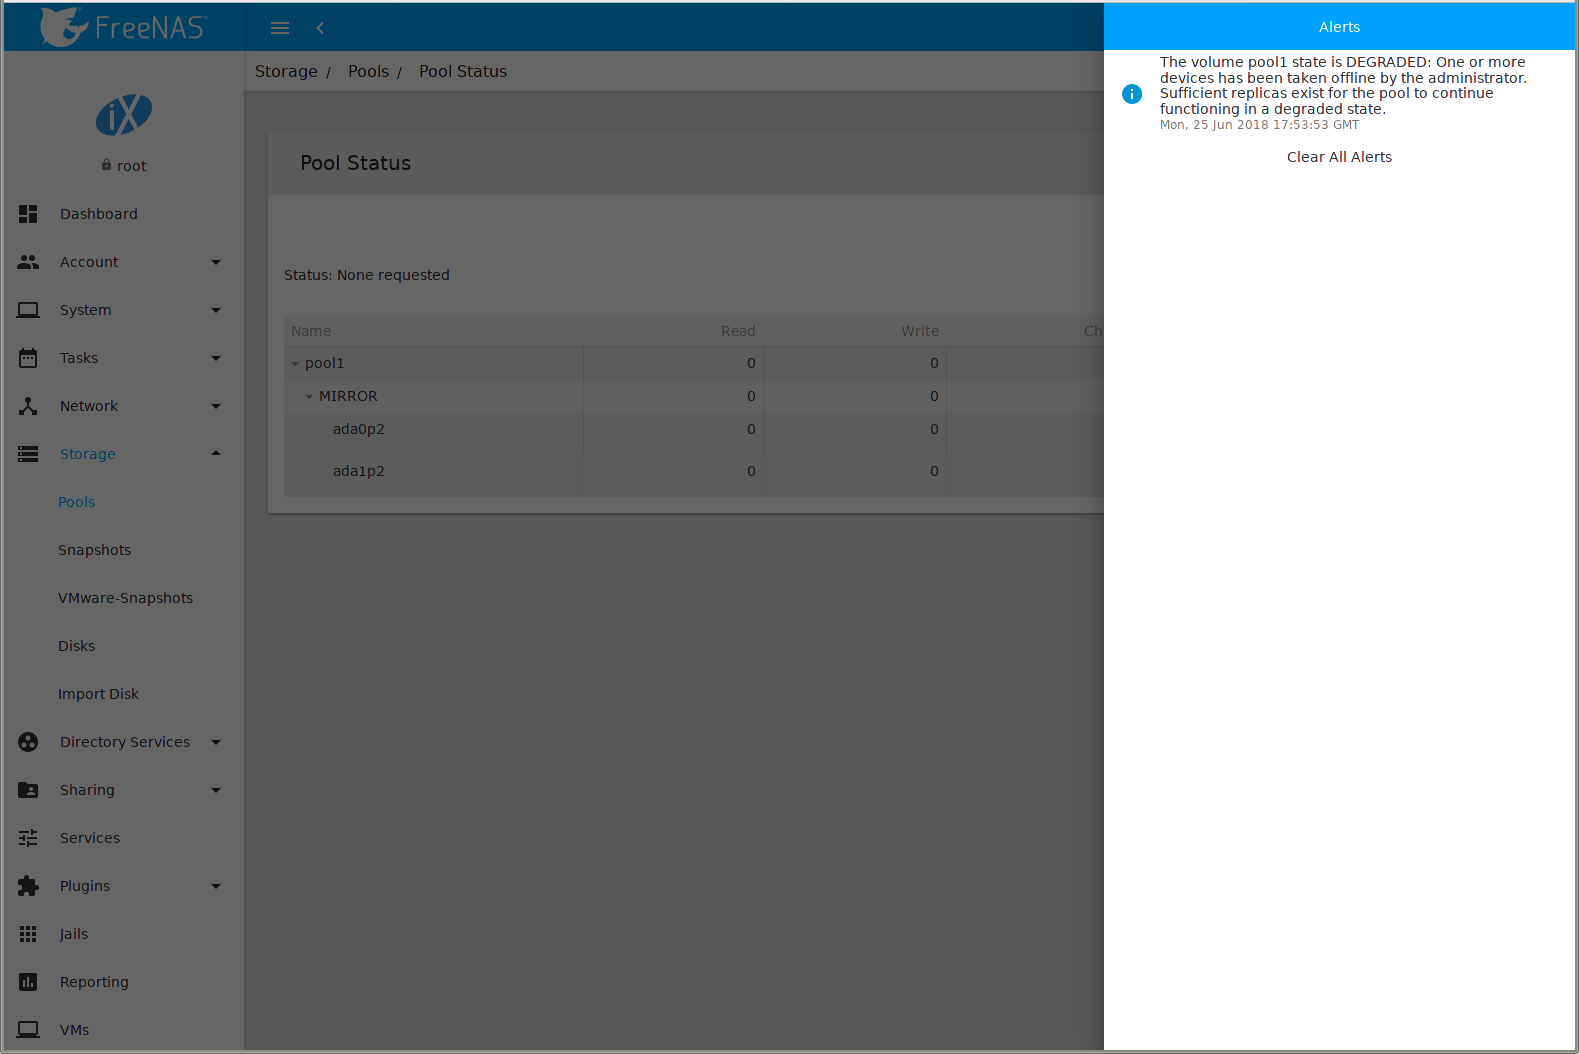 FreeNAS™
Alerts
Storage / Pools / Pool Status
The volume pool1 state is DEGRADED: One or more
devices has been taken offline by the administrator.
Sufficient replicas exist for the pool to continue
functioning in a degraded state.
Mon, 25 Jun 2018 17:53:53 GMT
Clear All Alerts
iX
root
Dashboard
Account
System
Tasks
Network
Storage
Pools
Snapshots
VMware-Snapshots
Disks
Import Disk
Directory Services
Sharing
Services
Plugins
Jails
Reporting
VMs
Pool Status
Status: None requested
Name Read Write Ch
pool1 0 0
MIRROR 0 0
ada0p2 0 0
ada1p2 0 0